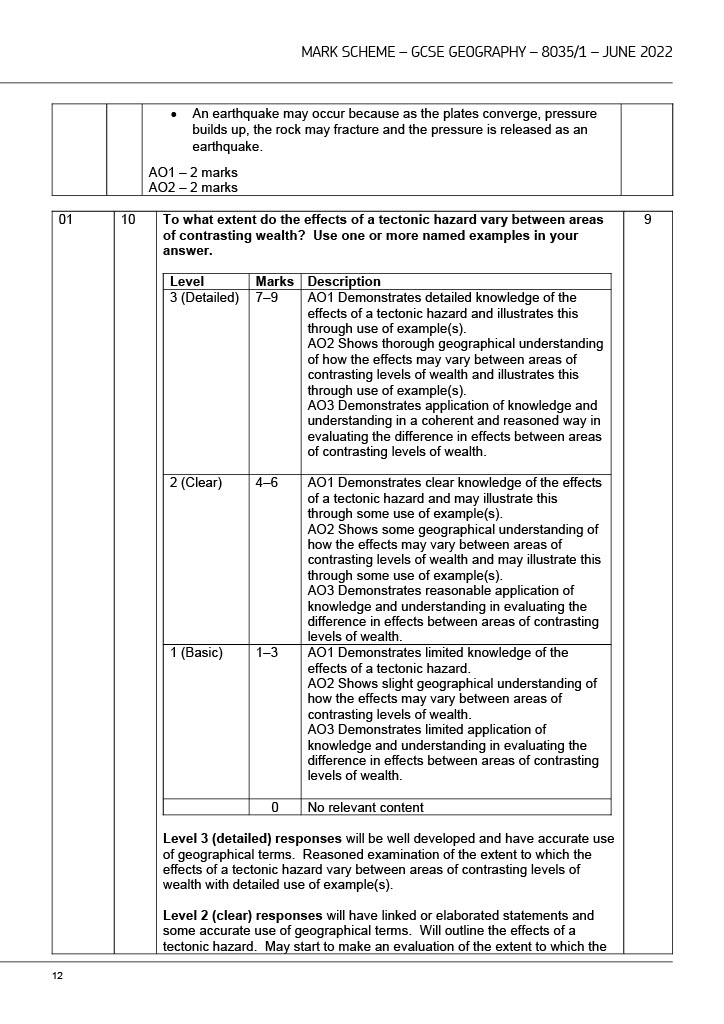 MARK SCHEME – GCSE GEOGRAPHY – 8035/1 – JUNE 2022
• An earthquake may occur because as the plates converge, pressure
builds up, the rock may fracture and the pressure is released as an
earthquake.
AO1 – 2 marks
AO2 – 2 marks
01 10 To what extent do the effects of a tectonic hazard vary between areas 9
of contrasting wealth? Use one or more named examples in your
answer.
Level Marks Description
3 (Detailed) 7–9 AO1 Demonstrates detailed knowledge of the
effects of a tectonic hazard and illustrates this
through use of example(s).
AO2 Shows thorough geographical understanding
of how the effects may vary between areas of
contrasting levels of wealth and illustrates this
through use of example(s).
AO3 Demonstrates application of knowledge and
understanding in a coherent and reasoned way in
evaluating the difference in effects between areas
of contrasting levels of wealth.
2 (Clear) 4–6 AO1 Demonstrates clear knowledge of the effects
of a tectonic hazard and may illustrate this
through some use of example(s).
AO2 Shows some geographical understanding of
how the effects may vary between areas of
contrasting levels of wealth and may illustrate this
through some use of example(s).
AO3 Demonstrates reasonable application of
knowledge and understanding in evaluating the
difference in effects between areas of contrasting
levels of wealth.
1 (Basic) 1–3 AO1 Demonstrates limited knowledge of the
effects of a tectonic hazard.
AO2 Shows slight geographical understanding of
how the effects may vary between areas of
contrasting levels of wealth.
AO3 Demonstrates limited application of
knowledge and understanding in evaluating the
difference in effects between areas of contrasting
levels of wealth.
0 No relevant content
Level 3 (detailed) responses will be well developed and have accurate use
of geographical terms. Reasoned examination of the extent to which the
effects of a tectonic hazard vary between areas of contrasting levels of
wealth with detailed use of example(s).
Level 2 (clear) responses will have linked or elaborated statements and
some accurate use of geographical terms. Will outline the effects of a
tectonic hazard. May start to make an evaluation of the extent to which the
12